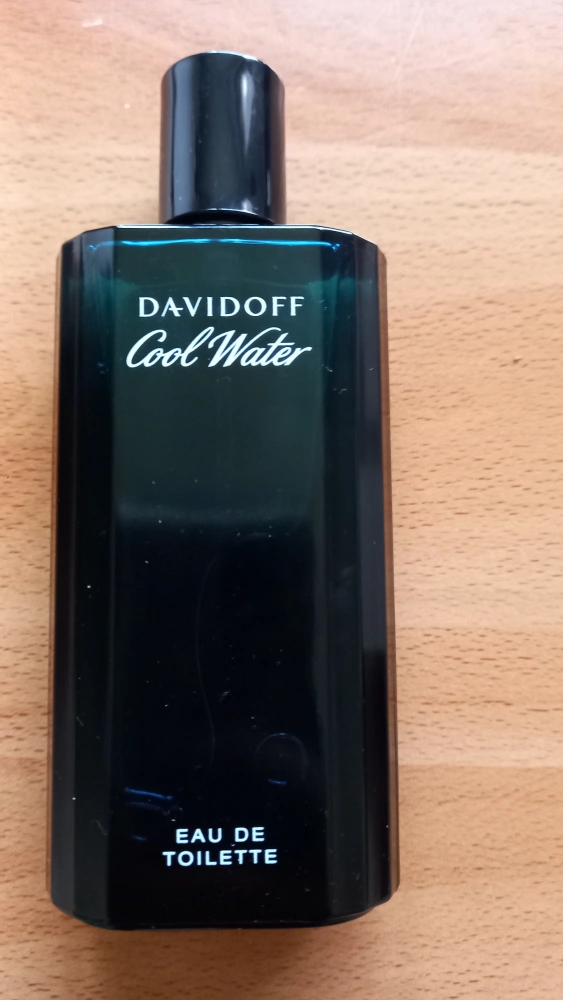 DAVIDOFF
Cool Water
EAU DE
TOILETTE